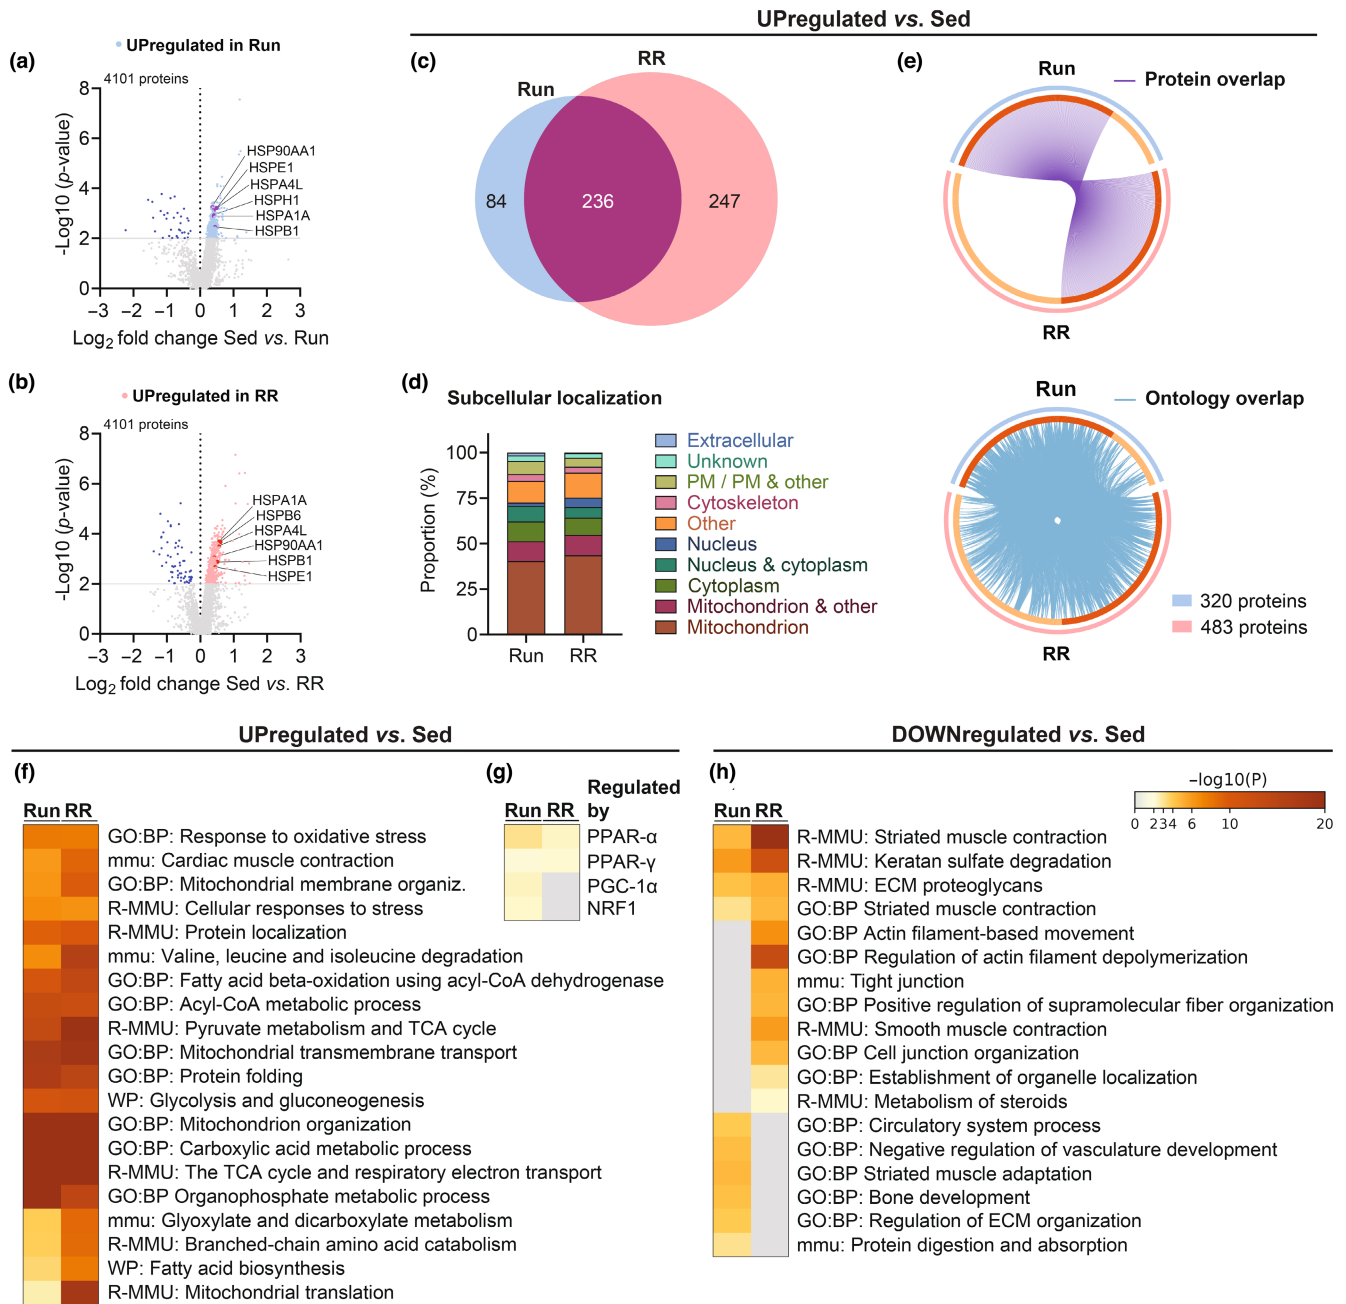 UPregulated vs. Sed
(a)
UPregulated in Run
4101 proteins
8
6
4
2
0
-Log10 (p-value)
HSP90AA1
HSPE1
HSPA4L
HSPH1
HSPA1A
HSPB1
−3 −2 −1 0 1 2 3
Log2 fold change Sed vs. Run
(b)
UPregulated in RR
4101 proteins
8
6
4
2
0
-Log10 (p-value)
HSPA1A
HSPB6
HSPA4L
HSP90AA1
HSPB1
HSPE1
−3 −2 −1 0 1 2 3
Log2 fold change Sed vs. RR
(c)
RR
Run
84
236
247
(d)
Subcellular localization
100
75
50
25
0
Proportion (%)
Run RR
Extracellular
Unknown
PM / PM & other
Cytoskeleton
Other
Nucleus
Nucleus & cytoplasm
Cytoplasm
Mitochondrion & other
Mitochondrion
(e)
Run
Protein overlap
RR
Run
Ontology overlap
320 proteins
483 proteins
RR
UPregulated vs. Sed
(f)
Run RR
GO:BP: Response to oxidative stress
mmu: Cardiac muscle contraction
GO:BP: Mitochondrial membrane organiz.
R-MMU: Cellular responses to stress
R-MMU: Protein localization
mmu: Valine, leucine and isoleucine degradation
GO:BP: Fatty acid beta-oxidation using acyl-CoA dehydrogenase
GO:BP: Acyl-CoA metabolic process
R-MMU: Pyruvate metabolism and TCA cycle
GO:BP: Mitochondrial transmembrane transport
GO:BP: Protein folding
WP: Glycolysis and gluconeogenesis
GO:BP: Mitochondrion organization
GO:BP: Carboxylic acid metabolic process
R-MMU: The TCA cycle and respiratory electron transport
GO:BP Organophosphate metabolic process
mmu: Glyoxylate and dicarboxylate metabolism
R-MMU: Branched-chain amino acid catabolism
WP: Fatty acid biosynthesis
R-MMU: Mitochondrial translation
(g)
Regulated
by
Run RR
PPAR-α
PPAR-γ
PGC-1α
NRF1
DOWNregulated vs. Sed
(h)
Run RR
−log10(P)
0 2 3 4 6 10 20
R-MMU: Striated muscle contraction
R-MMU: Keratan sulfate degradation
R-MMU: ECM proteoglycans
GO:BP Striated muscle contraction
GO:BP Actin filament-based movement
GO:BP Regulation of actin filament depolymerization
mmu: Tight junction
GO:BP Positive regulation of supramolecular fiber organization
R-MMU: Smooth muscle contraction
GO:BP Cell junction organization
GO:BP: Establishment of organelle localization
R-MMU: Metabolism of steroids
GO:BP: Circulatory system process
GO:BP: Negative regulation of vasculature development
GO:BP Striated muscle adaptation
GO:BP: Bone development
GO:BP: Regulation of ECM organization
mmu: Protein digestion and absorption